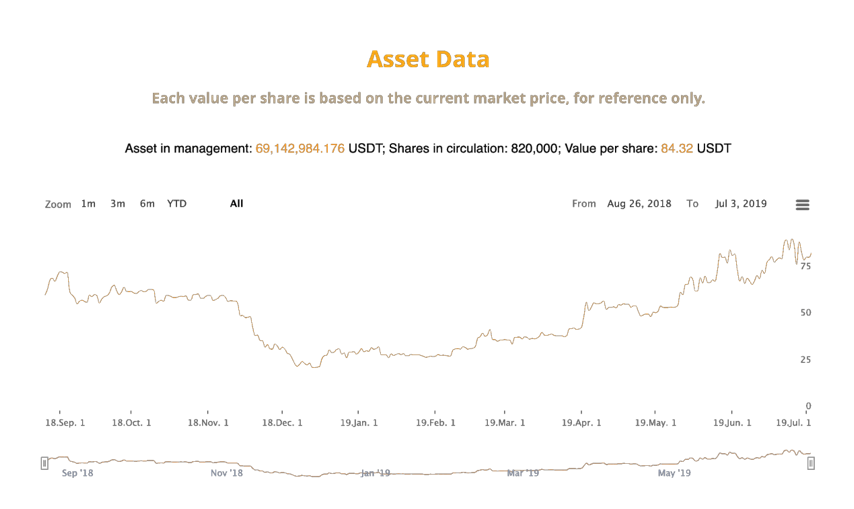 Asset Data
Each value per share is based on the current market price, for reference only.
Asset in management: 69,142,984.176 USDT; Shares in circulation: 820,000; Value per share: 84.32 USDT
Zoom 1m 3m 6m YTD All From Aug 26, 2018 To Jul 3, 2019
75
50
25
0
18.Sep. 1 18.Oct. 1 18.Nov. 1 18.Dec. 1 19.Jan. 1 19.Feb. 1 19.Mar. 1 19.Apr. 1 19.May. 1 19.Jun. 1 19.Jul. 1
Sep '18 Nov '18 Jan '19 Mar '19 May '19